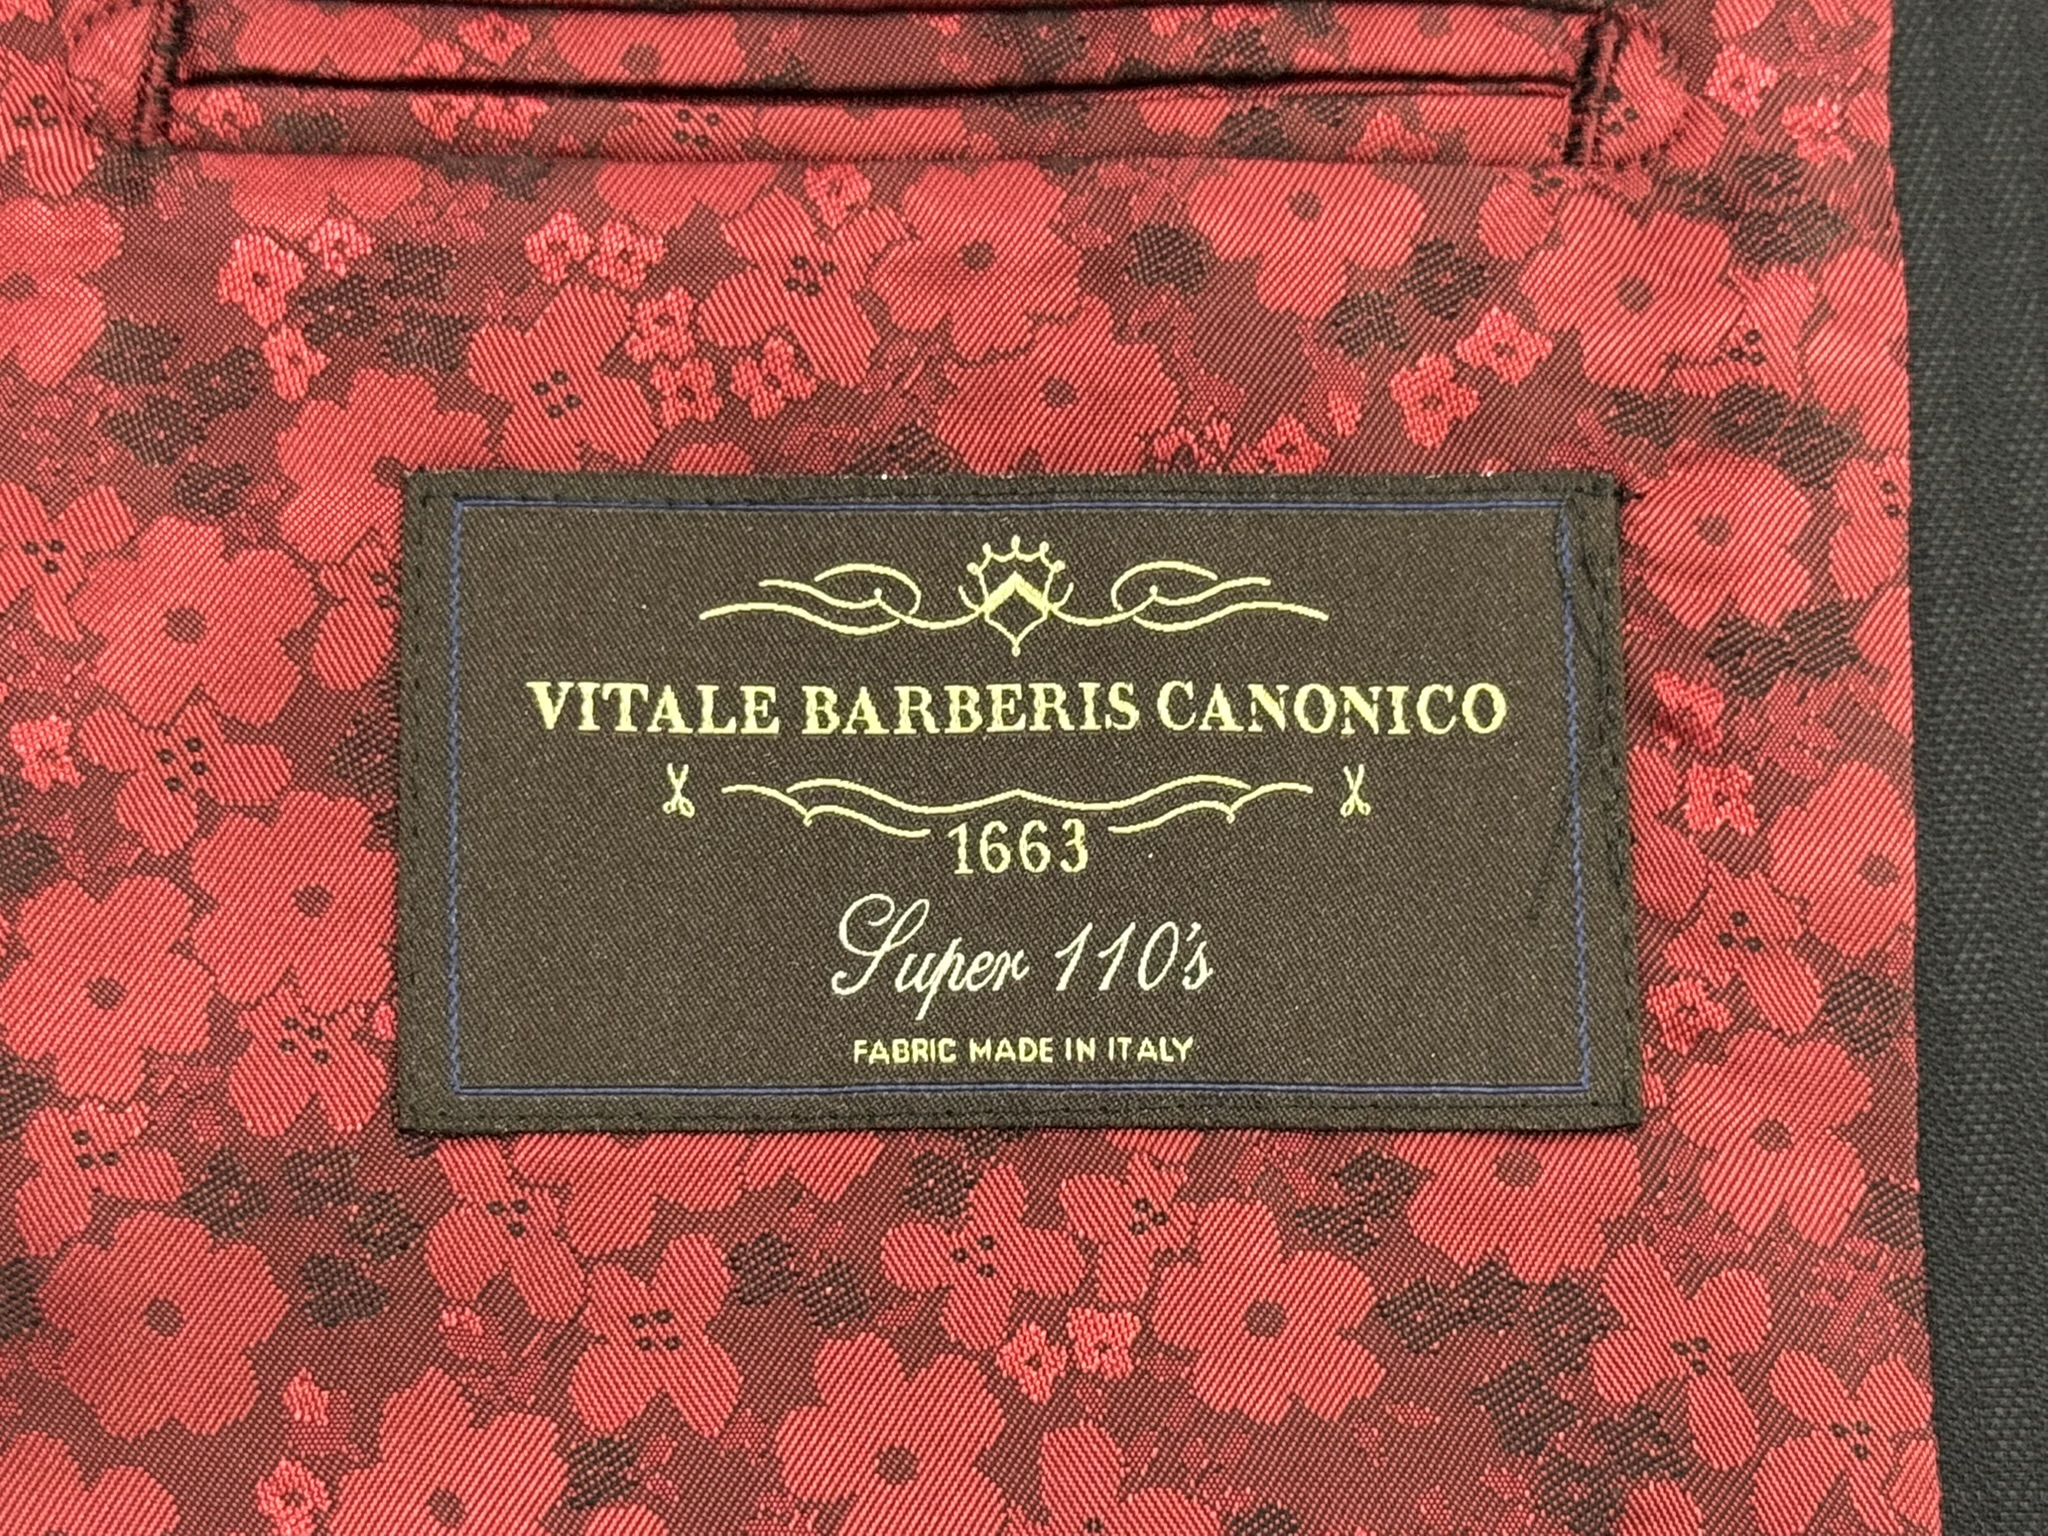 VITALE BARBERIS CANONICO
1663
Super 110's
FABRIC MADE IN ITALY